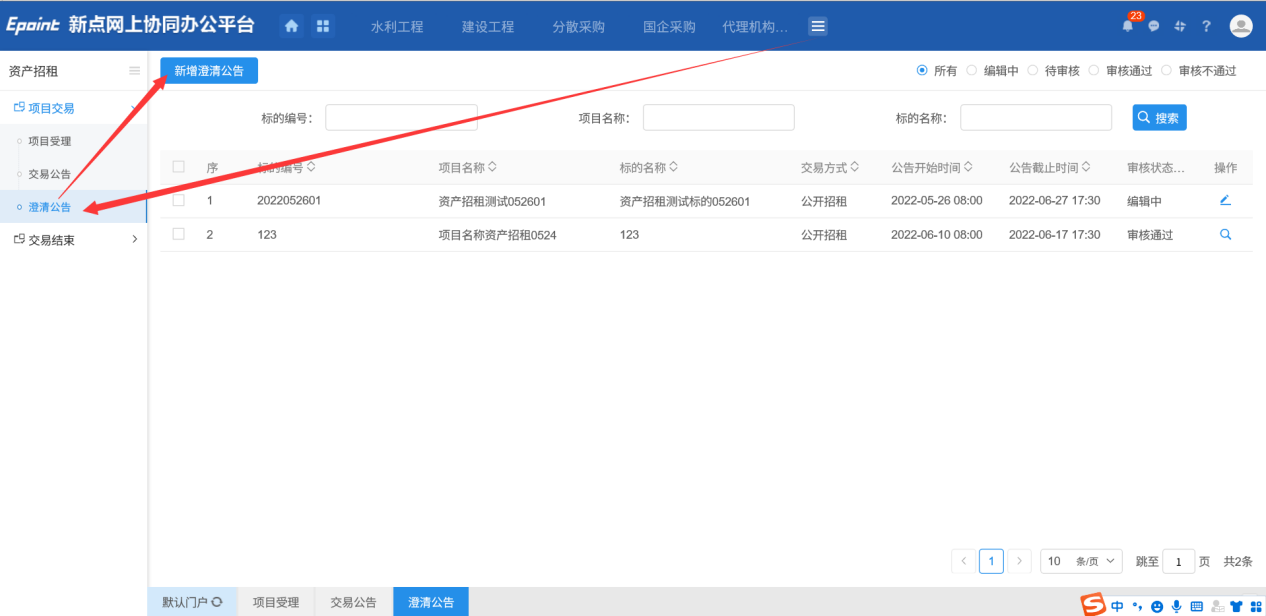 Epoint 新点网上协同办公平台 水利工程 建设工程 分散采购 国企采购 代理机构... 23 ?
资产招租
项目交易
项目受理
交易公告
澄清公告
交易结束
新增澄清公告 所有 编辑中 待审核 审核通过 审核不通过
标的编号: 项目名称: 标的名称: 搜索
序 标的编号 项目名称 标的名称 交易方式 公告开始时间 公告截止时间 审核状态... 操作
1 2022052601 资产招租测试052601 资产招租测试标的052601 公开招租 2022-05-26 08:00 2022-06-27 17:30 编辑中
2 123 项目名称资产招租0524 123 公开招租 2022-06-10 08:00 2022-06-17 17:30 审核通过
1 10 条/页 跳至 1 页 共2条
默认门户 项目受理 交易公告 澄清公告
S 中